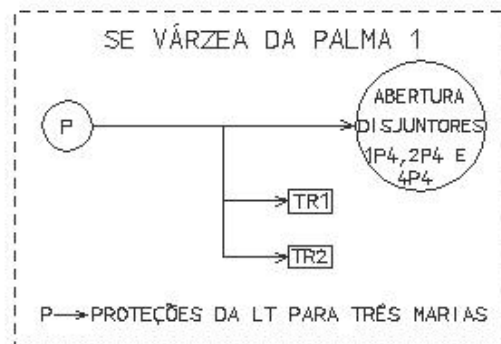 SE VÁRZEA DA PALMA 1
P
ABERTURA
DISJUNTORES
1P4,2P4 E
4P4
TR1
TR2
P→PROTEÇÕES DA LT PARA TRÊS MARIAS